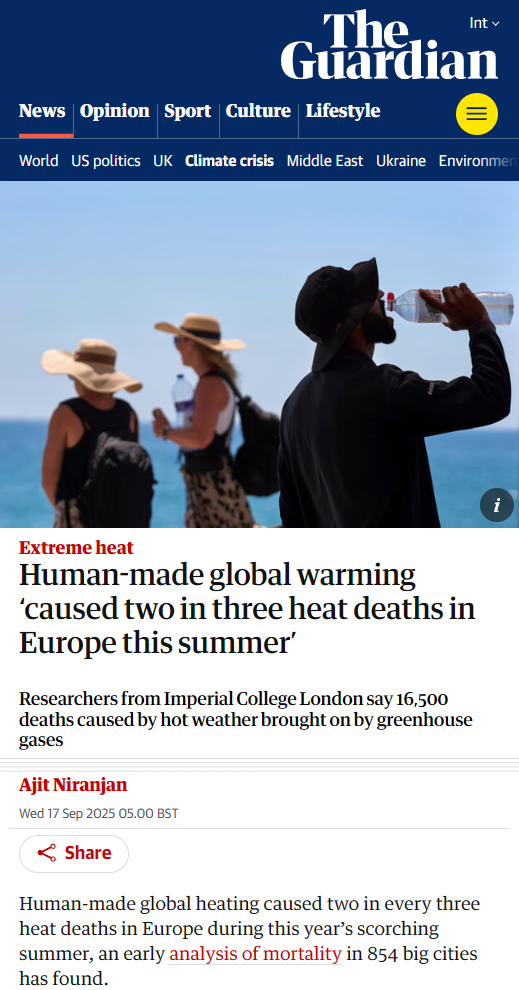 Int
The
Guardian
News Opinion Sport Culture Lifestyle
World US politics UK Climate crisis Middle East Ukraine Environmen
i
Extreme heat
Human-made global warming
‘caused two in three heat deaths in
Europe this summer’
Researchers from Imperial College London say 16,500
deaths caused by hot weather brought on by greenhouse
gases
Ajit Niranjan
Wed 17 Sep 2025 05.00 BST
Share
Human-made global heating caused two in every three
heat deaths in Europe during this year’s scorching
summer, an early analysis of mortality in 854 big cities
has found.